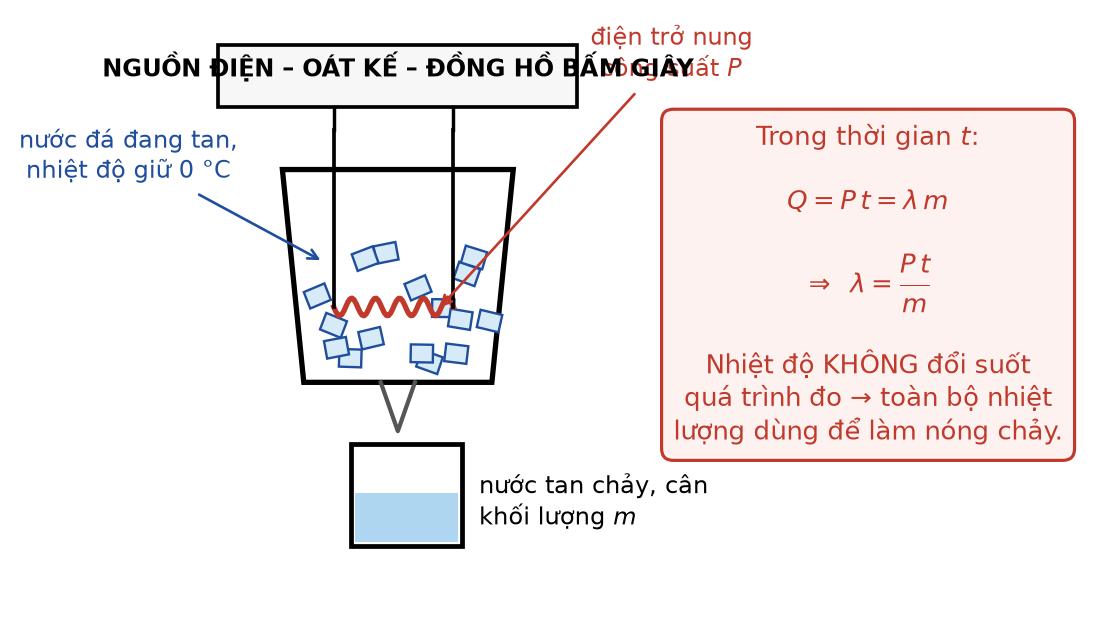 điện trở nung
công suất P
NGUỒN ĐIỆN – OÁT KẾ – ĐỒNG HỒ BẤM GIÂY
nước đá đang tan,
nhiệt độ giữ 0 °C
Trong thời gian t:
Q = P t = λ m
⇒ λ = P t / m
Nhiệt độ KHÔNG đổi suốt
quá trình đo → toàn bộ nhiệt
lượng dùng để làm nóng chảy.
nước tan chảy, cân
khối lượng m